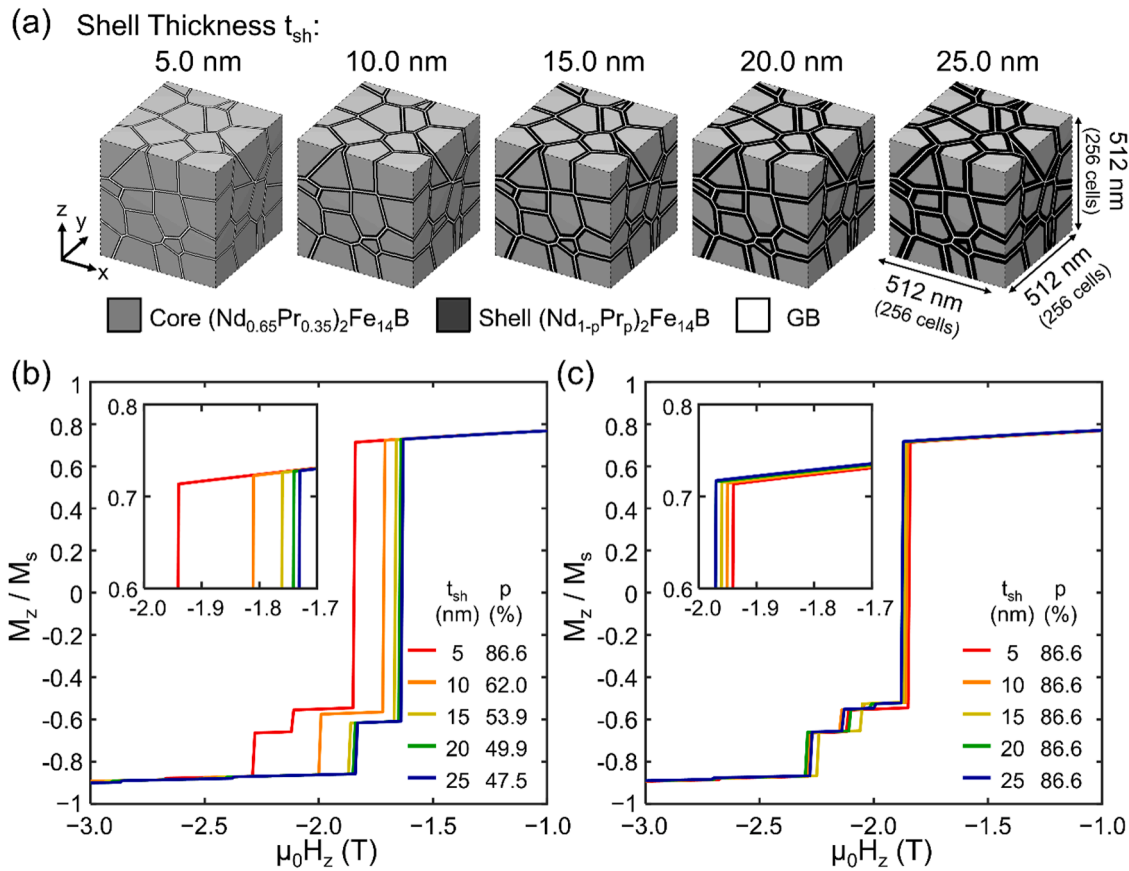 (a) Shell Thickness t_sh:
5.0 nm 10.0 nm 15.0 nm 20.0 nm 25.0 nm
512 nm
(256 cells)
512 nm
(256 cells)
512 nm
(256 cells)
z
y
x
Core (Nd0.65Pr0.35)2Fe14B Shell (Nd1-pPrp)2Fe14B GB
(b)
1
0.8
0.6
0.4
0.2
0
−0.2
−0.4
−0.6
−0.8
−1
Mz / Ms
0.8
0.7
0.6
-2.0 -1.9 -1.8 -1.7
tsh p
(nm) (%)
5 86.6
10 62.0
15 53.9
20 49.9
25 47.5
−3.0 −2.5 −2.0 −1.5 −1.0
μ0Hz (T)
(c)
1
0.8
0.6
0.4
0.2
0
-0.2
-0.4
-0.6
-0.8
−1
Mz / Ms
0.8
0.7
0.6
-2.0 -1.9 -1.8 -1.7
tsh p
(nm) (%)
5 86.6
10 86.6
15 86.6
20 86.6
25 86.6
−3.0 −2.5 −2.0 −1.5 −1.0
μ0Hz (T)